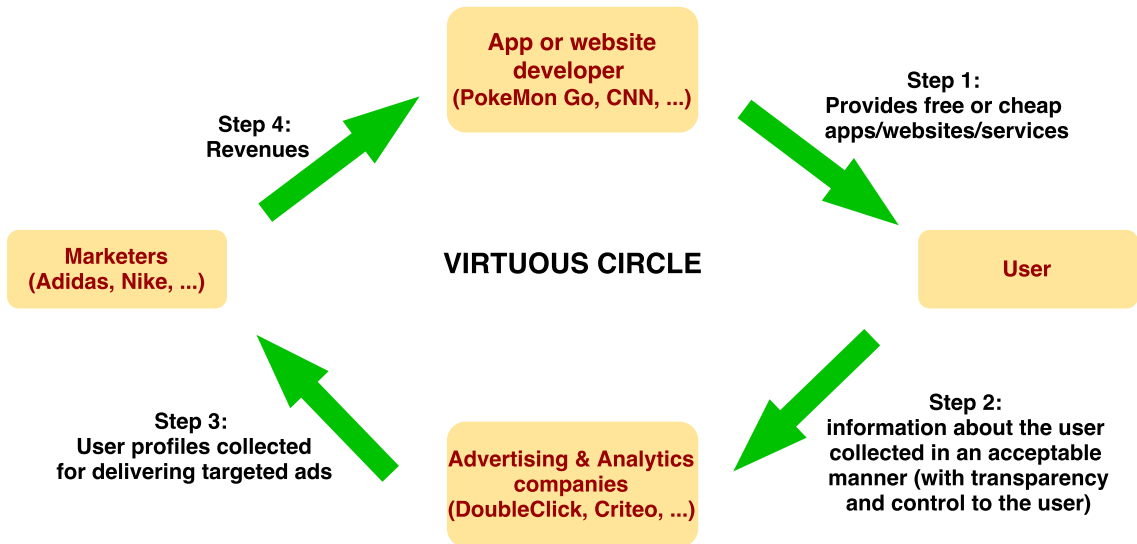 App or website
developer
(PokeMon Go, CNN, ...)
Step 1:
Provides free or cheap
apps/websites/services
Step 4:
Revenues
Marketers
(Adidas, Nike, ...)
VIRTUOUS CIRCLE
User
Step 2:
information about the user
collected in an acceptable
manner (with transparency
and control to the user)
Step 3:
User profiles collected
for delivering targeted ads
Advertising & Analytics
companies
(DoubleClick, Criteo, ...)